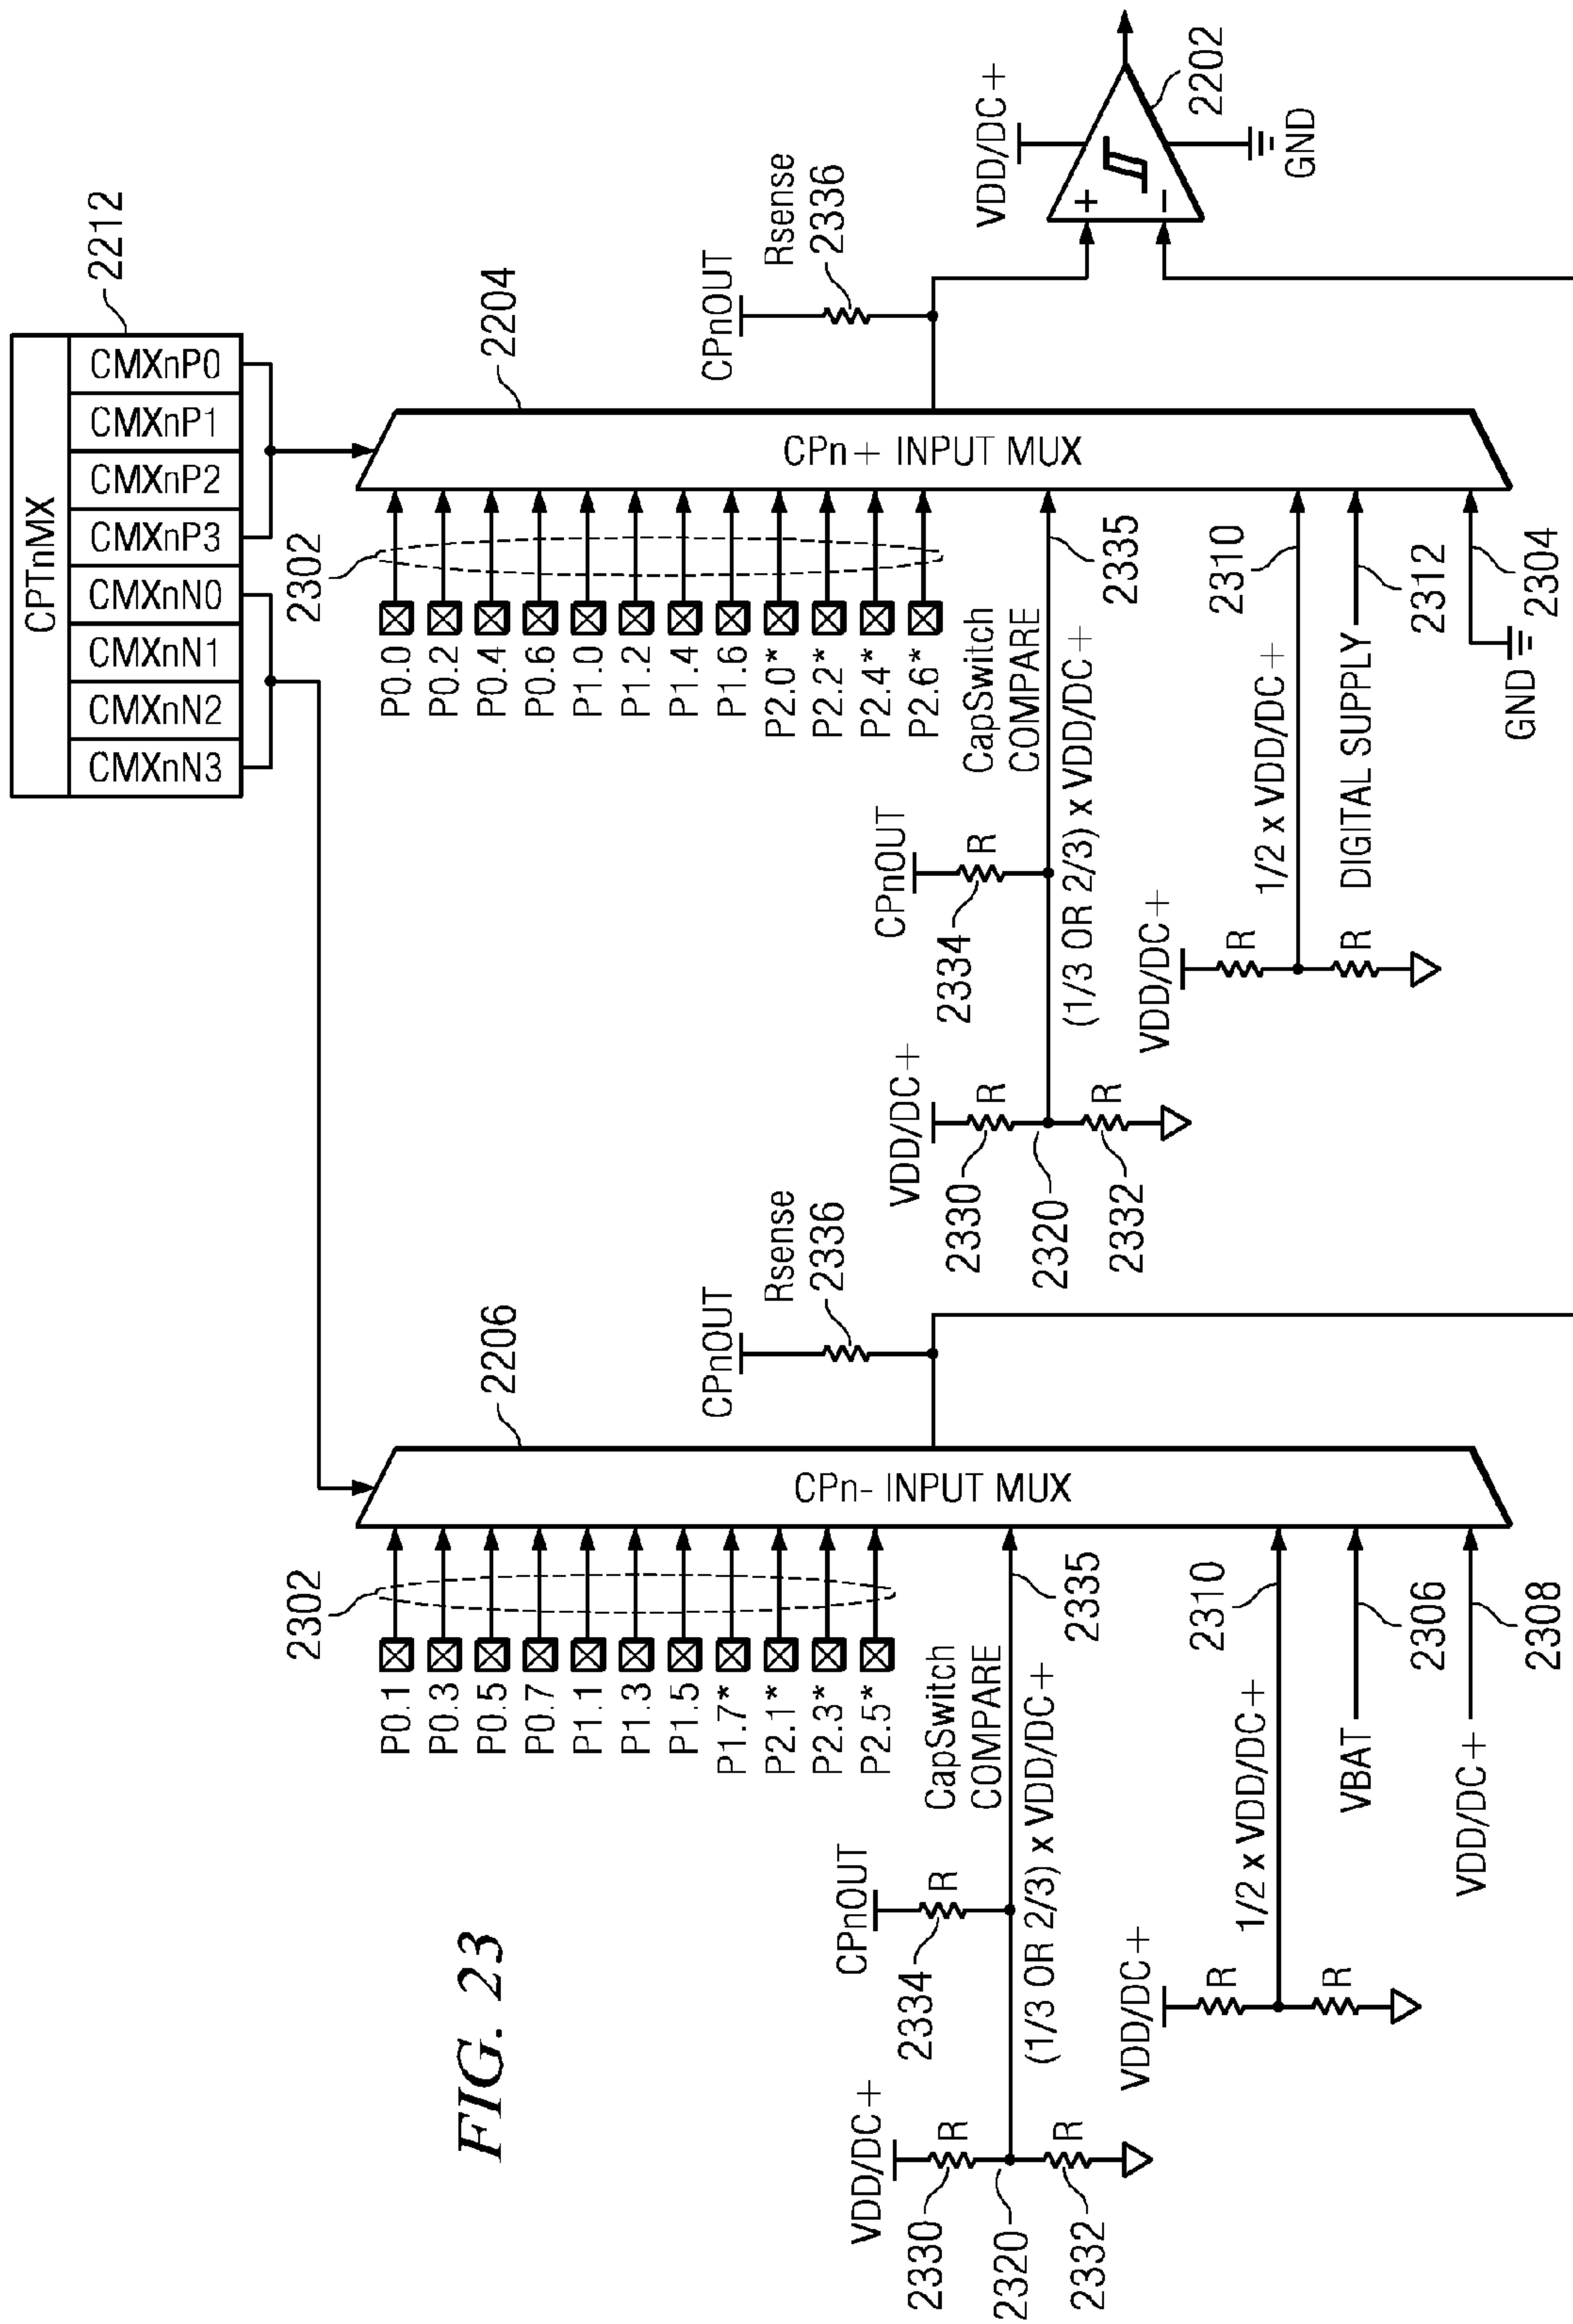 FIG. 23
CPTnMX
CMXnN3
CMXnN2
CMXnN1
CMXnN0
CMXnP3
CMXnP2
CMXnP1
CMXnP0
2212
2302
P0.1
P0.3
P0.5
P0.7
P1.1
P1.3
P1.5
P1.7*
P2.1*
P2.3*
P2.5*
CPn- INPUT MUX
2206
CPnOUT
Rsense
2336
CapSwitch
COMPARE
2335
CPnOUT
R
2334
(1/3 OR 2/3) x VDD/DC+
VDD/DC+
2330
R
2320
2332
R
VDD/DC+
R
R
1/2 x VDD/DC+
2310
VBAT
2306
VDD/DC+
2308
2302
P0.0
P0.2
P0.4
P0.6
P1.0
P1.2
P1.4
P1.6
P2.0*
P2.2*
P2.4*
P2.6*
CPn+ INPUT MUX
2204
CPnOUT
Rsense
2336
CapSwitch
COMPARE
2335
CPnOUT
R
2334
(1/3 OR 2/3) x VDD/DC+
VDD/DC+
2330
R
2320
2332
R
VDD/DC+
R
R
1/2 x VDD/DC+
2310
DIGITAL SUPPLY
2312
GND
2304
VDD/DC+
+
−
2202
GND